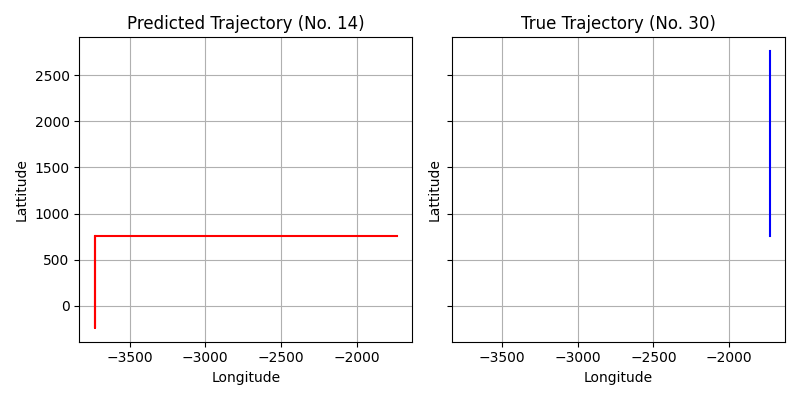 Predicted Trajectory (No. 14)
True Trajectory (No. 30)
Lattitude
2500
2000
1500
1000
500
0
−3500
−3000
−2500
−2000
Longitude
Lattitude
−3500
−3000
−2500
−2000
Longitude